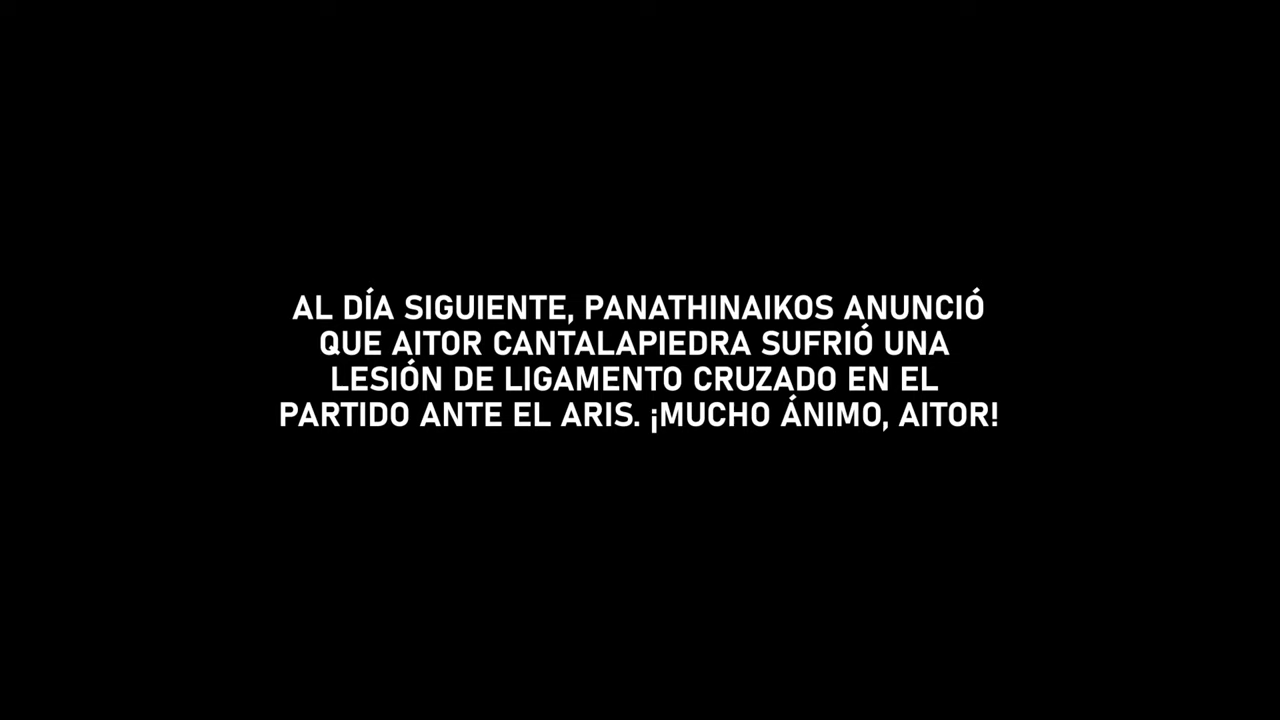 AL DÍA SIGUIENTE, PANATHINAIKOS ANUNCIÓ
QUE AITOR CANTALAPIEDRA SUFRIÓ UNA
LESIÓN DE LIGAMENTO CRUZADO EN EL
PARTIDO ANTE EL ARIS. ¡MUCHO ÁNIMO, AITOR!